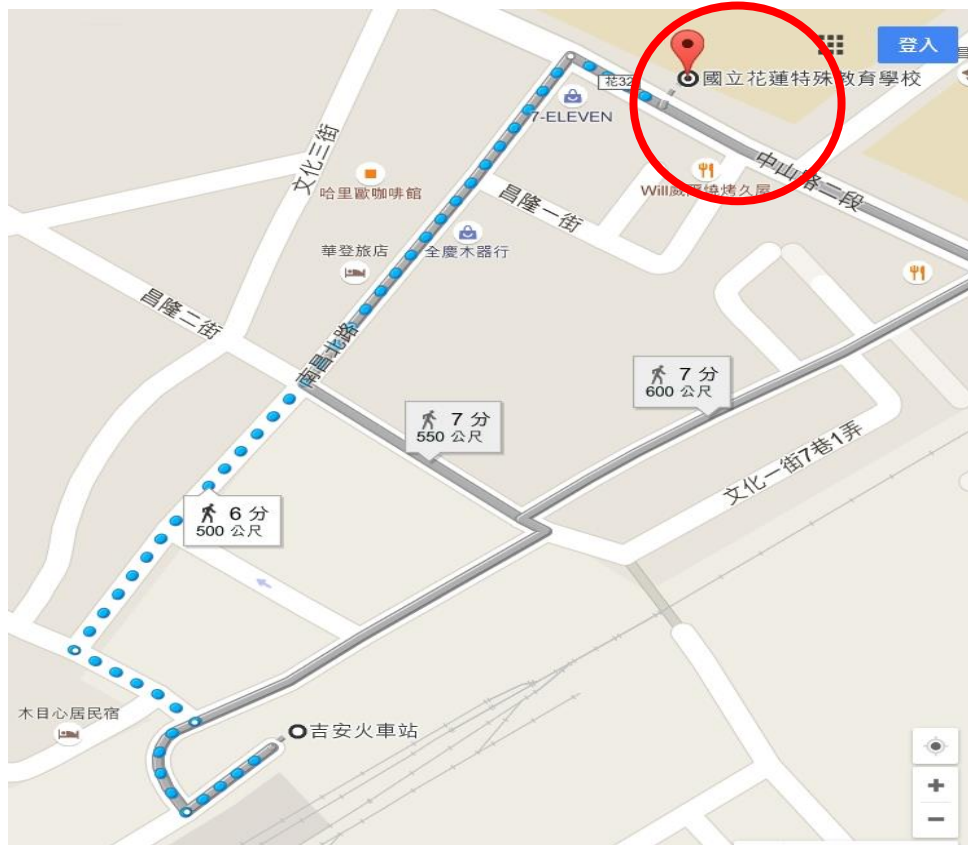 登入
國立花蓮特殊教育學校
花32
7-ELEVEN
中山路二段
文化三街
哈里歐咖啡館
昌隆一街
華登旅店
全慶木器行
昌隆二街
南昌北路
7 分
600 公尺
7 分
550 公尺
文化一街7巷1弄
6 分
500 公尺
木目心居民宿
吉安火車站